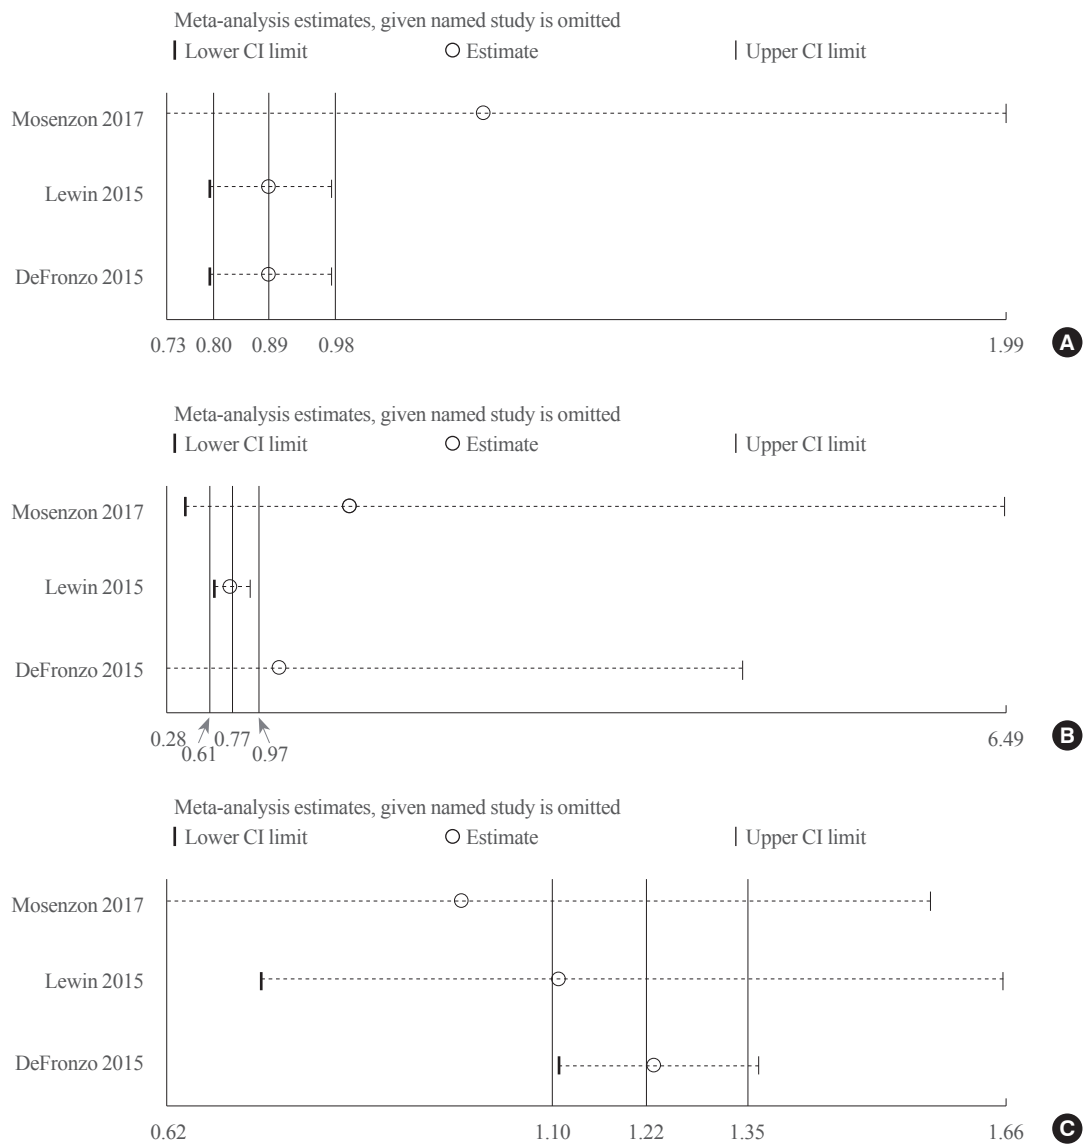 Meta-analysis estimates, given named study is omitted
Lower CI limit Estimate Upper CI limit
Mosenzon 2017
Lewin 2015
DeFronzo 2015
0.73 0.80 0.89 0.98 1.99
A
Meta-analysis estimates, given named study is omitted
Lower CI limit Estimate Upper CI limit
Mosenzon 2017
Lewin 2015
DeFronzo 2015
0.28 0.61 0.77 0.97 6.49
B
Meta-analysis estimates, given named study is omitted
Lower CI limit Estimate Upper CI limit
Mosenzon 2017
Lewin 2015
DeFronzo 2015
0.62 1.10 1.22 1.35 1.66
C